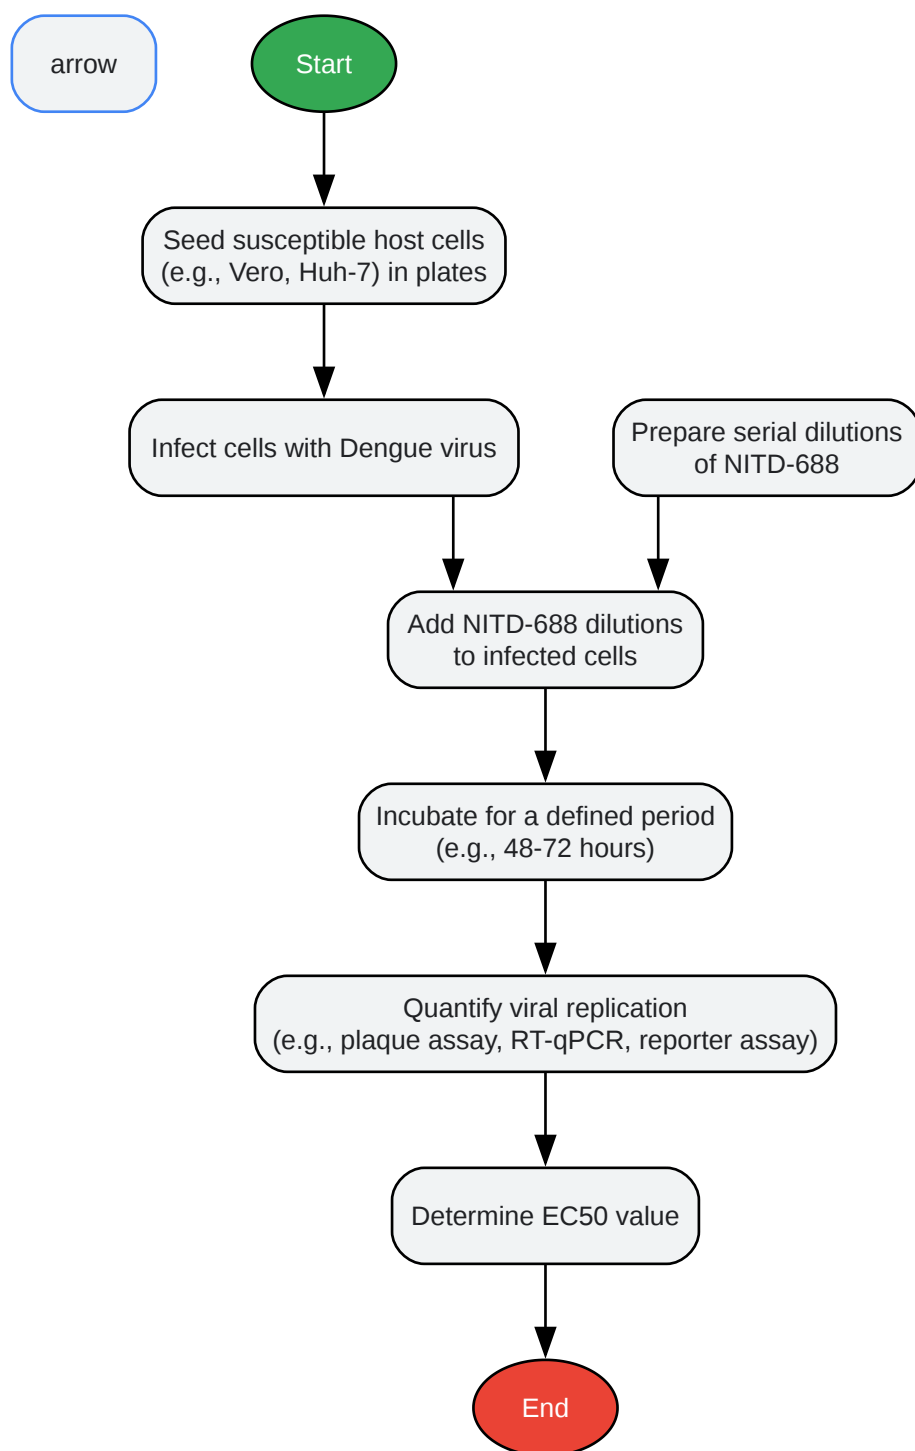 arrow
Start
Seed susceptible host cells
(e.g., Vero, Huh-7) in plates
Infect cells with Dengue virus
Prepare serial dilutions
of NITD-688
Add NITD-688 dilutions
to infected cells
Incubate for a defined period
(e.g., 48-72 hours)
Quantify viral replication
(e.g., plaque assay, RT-qPCR, reporter assay)
Determine EC50 value
End